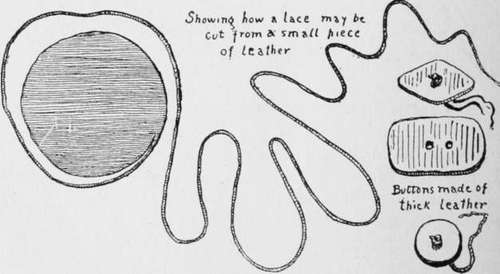 Showing how a lace may be
cut from a small piece
of leather
Buttons made of
thick leather